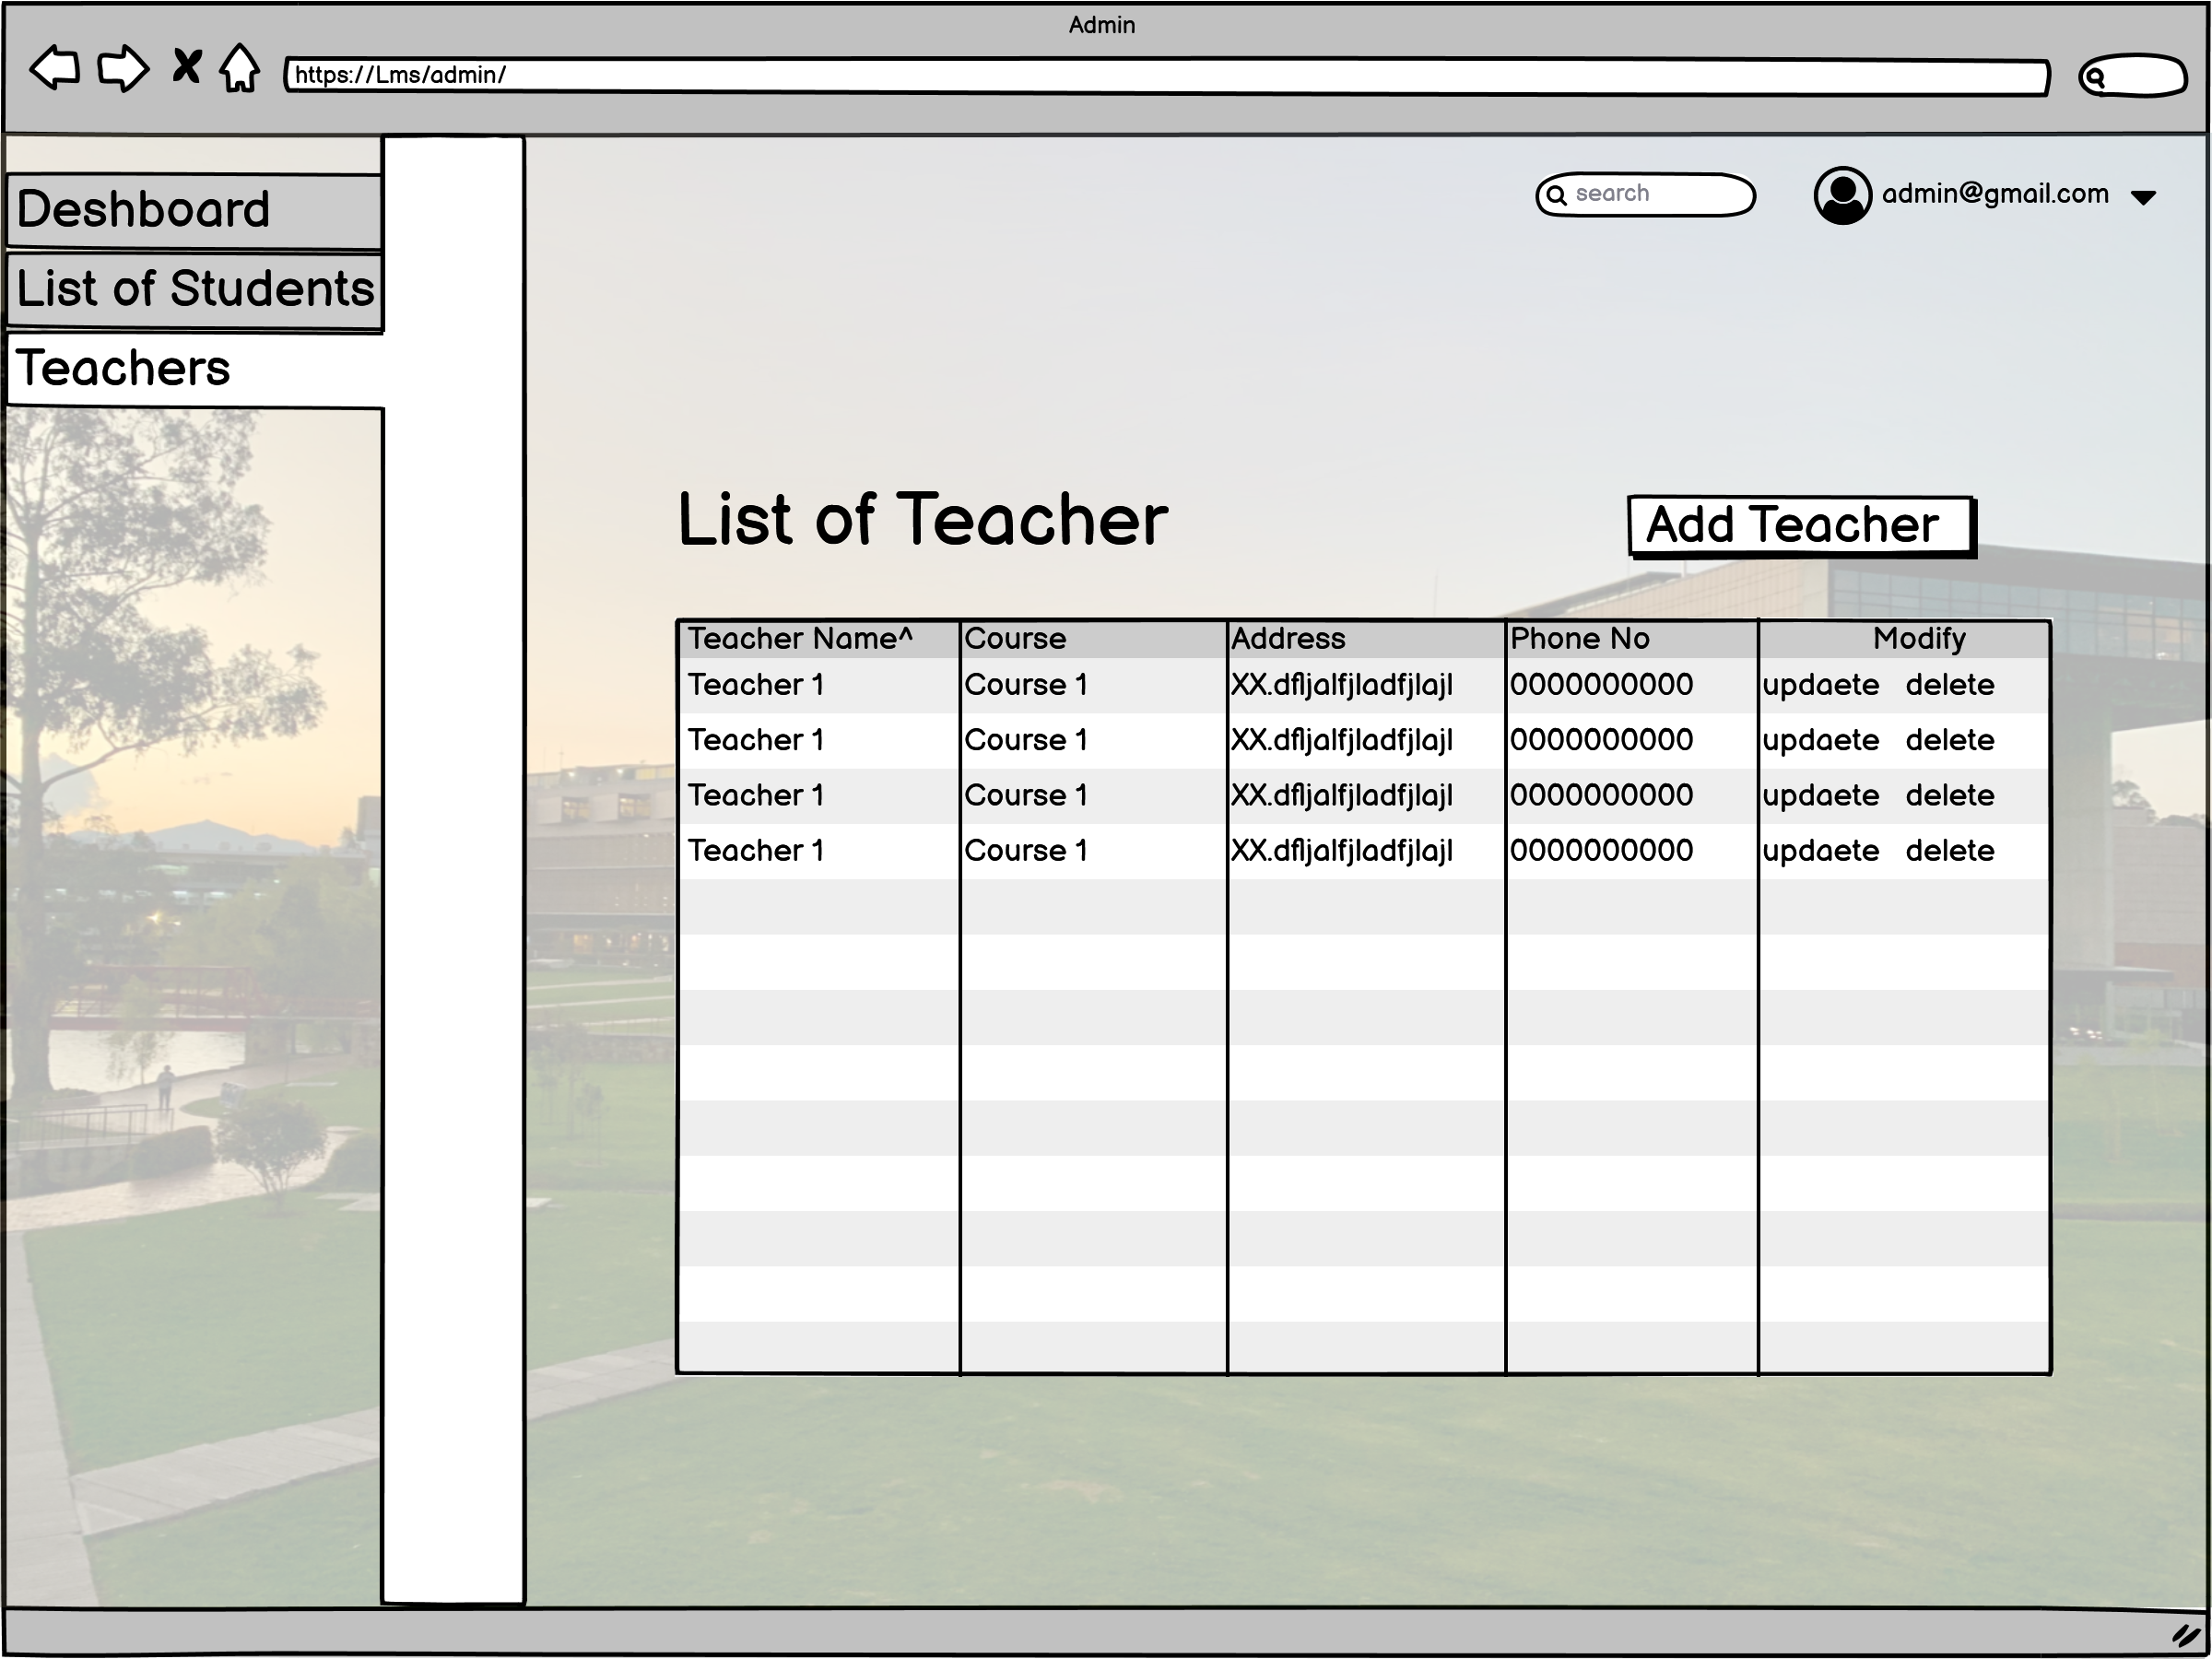 Admin
https://Lms/admin/
search
admin@gmail.com
Deshboard
List of Students
Teachers
List of Teacher
Add Teacher
Teacher Name^ Course Address Phone No Modify
Teacher 1 Course 1 XX.dfljalfjladfjlajl 0000000000 updaete delete
Teacher 1 Course 1 XX.dfljalfjladfjlajl 0000000000 updaete delete
Teacher 1 Course 1 XX.dfljalfjladfjlajl 0000000000 updaete delete
Teacher 1 Course 1 XX.dfljalfjladfjlajl 0000000000 updaete delete